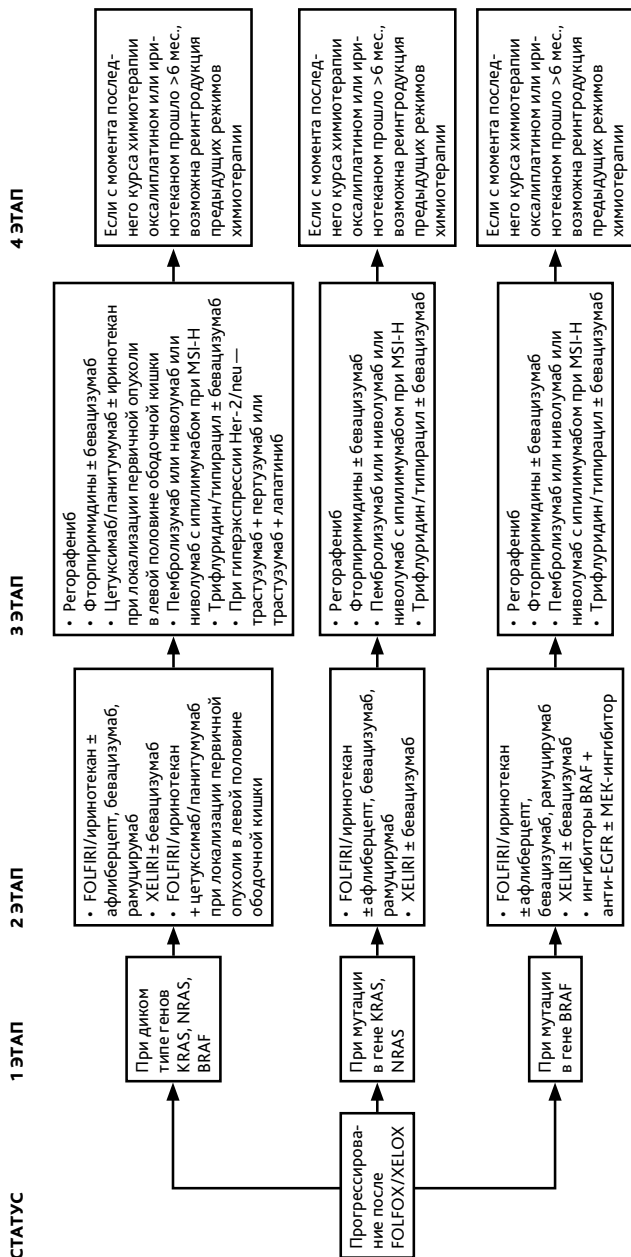 СТАТУС
1 ЭТАП
2 ЭТАП
3 ЭТАП
4 ЭТАП
Прогрессирова-
ние после
FOLFOX/XELOX
При диком
типе генов
KRAS, NRAS,
BRAF
• FOLFIRI/иринотекан ±
афлиберцепт, бевацизумаб,
рамуцирумаб
• XELIRI ± бевацизумаб
• FOLFIRI/иринотекан
+ цетуксимаб/панитумумаб
при локализации первичной
опухоли в левой половине
ободочной кишки
• Регорафениб
• Фторпиримидины ± бевацизумаб
• Цетуксимаб/панитумумаб ± иринотекан
при локализации первичной опухоли
в левой половине ободочной кишки
• Пембролизумаб или ниволумаб или
ниволумаб с ипилимумабом при MSI-H
• Трифлуридин/типирацил ± бевацизумаб
• При гиперэкспрессии Her-2/neu —
трастузумаб + пертузумаб или
трастузумаб + лапатиниб
Если с момента послед-
него курса химиотерапии
оксалиплатином или ири-
нотеканом прошло >6 мес.,
возможна реинтродукция
предыдущих режимов
химиотерапии
При мутации
в гене KRAS,
NRAS
• FOLFIRI/иринотекан
±афлиберцепт, бевацизумаб,
рамуцирумаб
• XELIRI ± бевацизумаб
• Регорафениб
• Фторпиримидины ± бевацизумаб
• Пембролизумаб или ниволумаб или
ниволумаб с ипилимумабом при MSI-H
• Трифлуридин/типирацил ± бевацизумаб
Если с момента послед-
него курса химиотерапии
оксалиплатином или ири-
нотеканом прошло >6 мес.,
возможна реинтродукция
предыдущих режимов
химиотерапии
При мутации
в гене BRAF
• FOLFIRI/иринотекан
±афлиберцепт,
бевацизумаб, рамуцирумаб
• XELIRI ± бевацизумаб
• ингибиторы BRAF +
анти-EGFR ± MEK-ингибитор
• Регорафениб
• Фторпиримидины ± бевацизумаб
• Пембролизумаб или ниволумаб или
ниволумаб с ипилимумабом при MSI-H
• Трифлуридин/типирацил ± бевацизумаб
Если с момента послед-
него курса химиотерапии
оксалиплатином или ири-
нотеканом прошло >6 мес.,
возможна реинтродукция
предыдущих режимов
химиотерапии